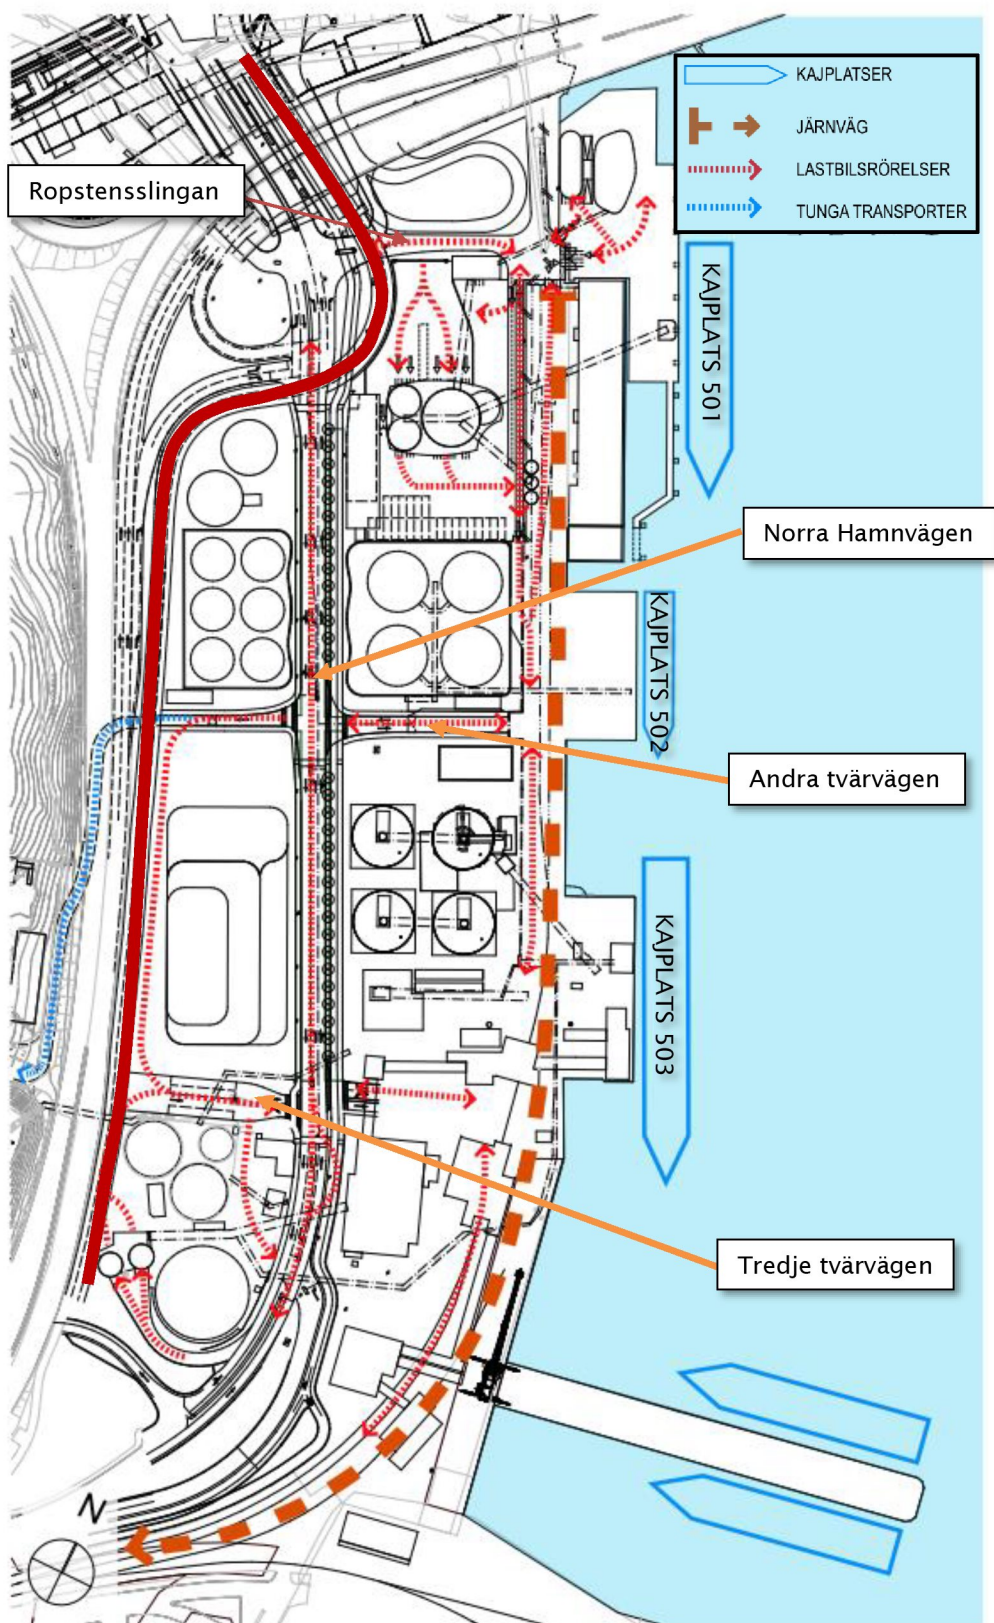 KAJPLATSER
JÄRNVÄG
LASTBILSRÖRELSER
TUNGA TRANSPORTER
Ropstensslingan
KAJPLATS 501
Norra Hamnvägen
KAJPLATS 502
Andra tvärvägen
KAJPLATS 503
Tredje tvärvägen
N